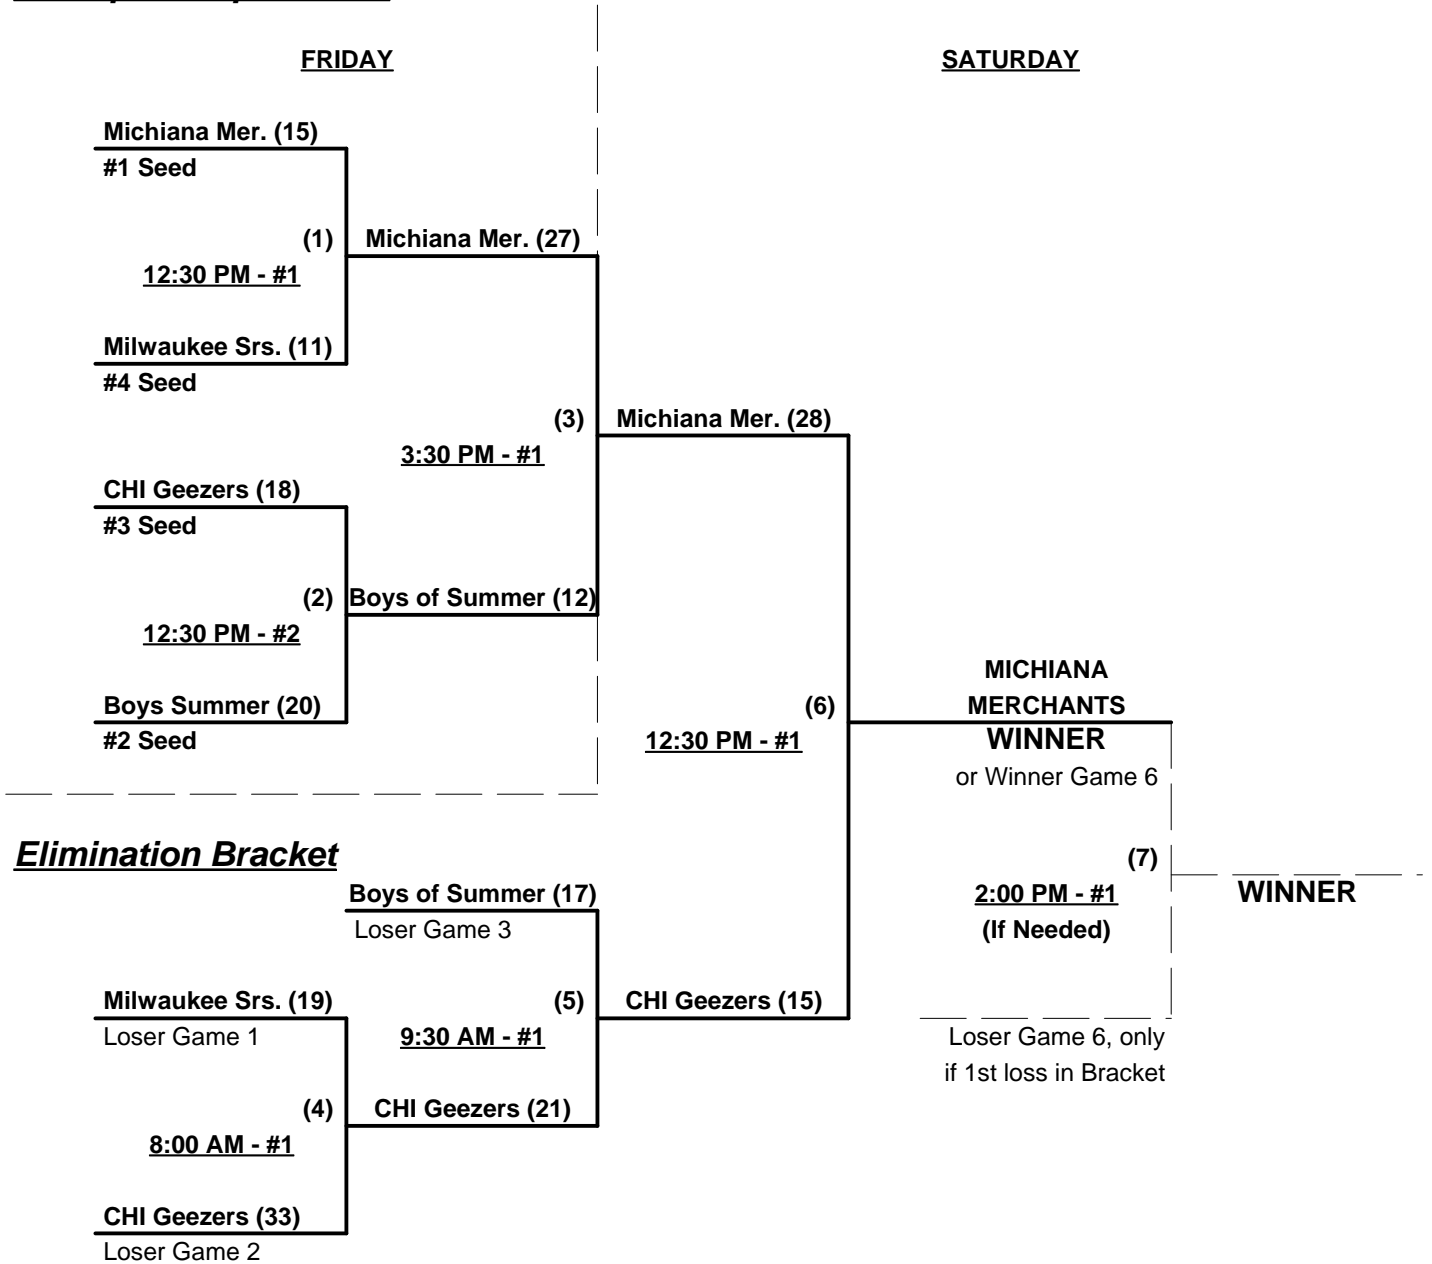 FRIDAY
SATURDAY
Michiana Mer. (15)
#1 Seed
(1)
Michiana Mer. (27)
12:30 PM - #1
Milwaukee Srs. (11)
#4 Seed
(3)
Michiana Mer. (28)
3:30 PM - #1
CHI Geezers (18)
#3 Seed
(2)
Boys of Summer (12)
12:30 PM - #2
MICHIANA
MERCHANTS
Boys Summer (20)
#2 Seed
(6)
12:30 PM - #1
WINNER
or Winner Game 6
Elimination Bracket
(7)
Boys of Summer (17)
2:00 PM - #1
WINNER
Loser Game 3
(If Needed)
Milwaukee Srs. (19)
(5)
CHI Geezers (15)
Loser Game 1
9:30 AM - #1
Loser Game 6, only
if 1st loss in Bracket
(4)
CHI Geezers (21)
8:00 AM - #1
CHI Geezers (33)
Loser Game 2